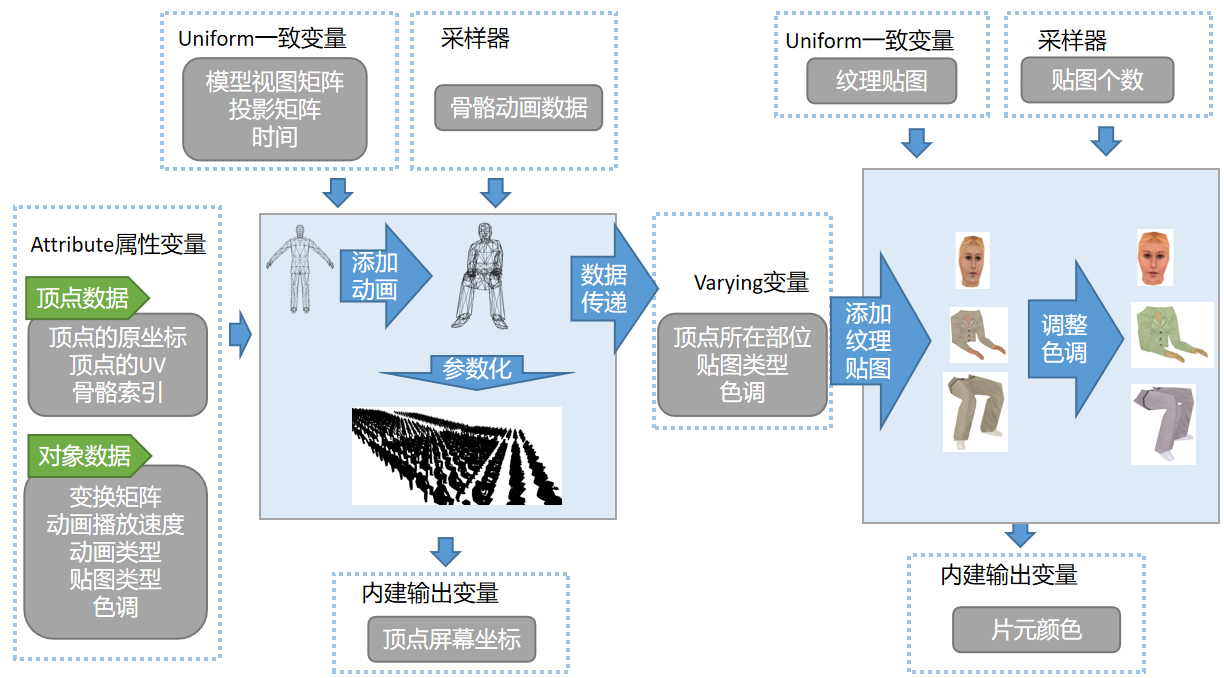 Uniform一致变量
模型视图矩阵
投影矩阵
时间
采样器
骨骼动画数据
Uniform一致变量
纹理贴图
采样器
贴图个数
Attribute属性变量
顶点数据
顶点的原坐标
顶点的UV
骨骼索引
对象数据
变换矩阵
动画播放速度
动画类型
贴图类型
色调
添加
动画
参数化
数据
传递
Varying变量
顶点所在部位
贴图类型
色调
添加
纹理
贴图
调整
色调
内建输出变量
顶点屏幕坐标
内建输出变量
片元颜色